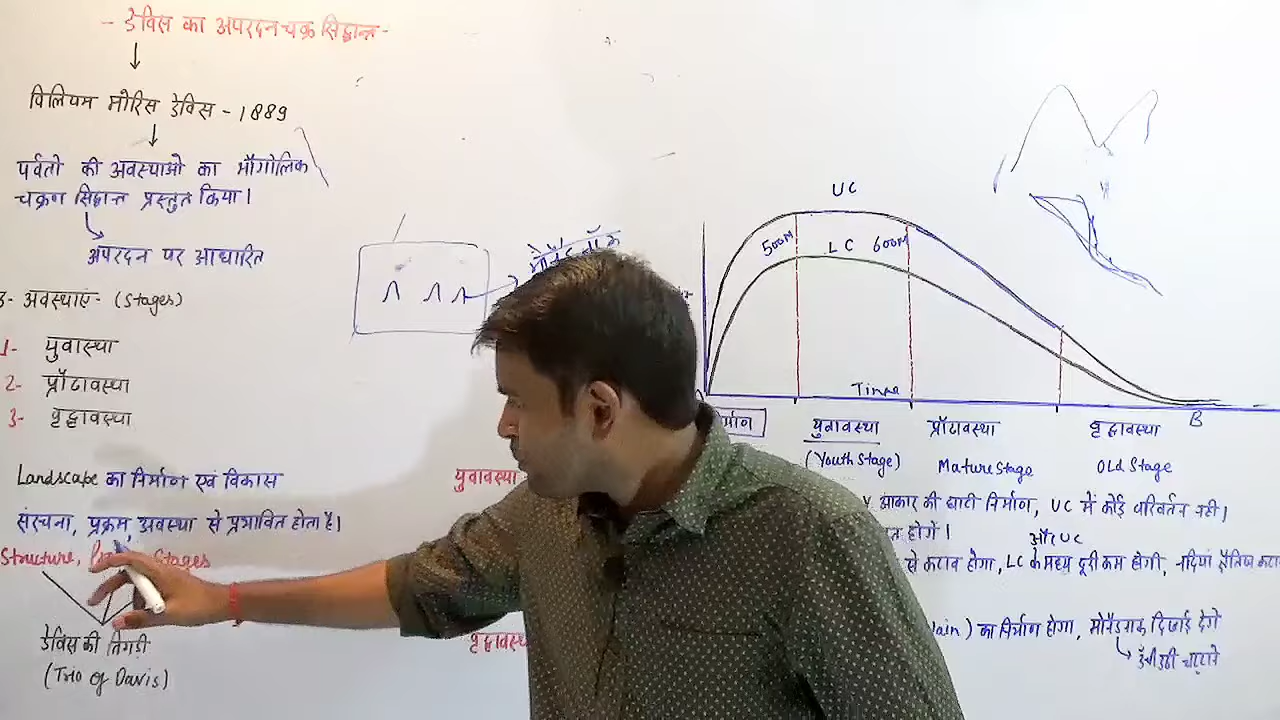 - डेविस का अपरदन चक्र सिद्धान्त -
विलियम मोरिस डेविस - 1889
पर्वतो की अवस्थाओ का भौगोलिक
चक्रण सिद्धान्त प्रस्तुत किया।
अपरदन पर आधारित
3- अवस्थाएं - (Stages)
1- युवास्था
2- प्रौढावस्था
3- वृद्धावस्था
Landscape का निर्माण एवं विकास
संरचना, प्रक्रम, अवस्था से प्रभावित होता है।
Structure, Stages
डेविस की तिगड़ी
(Trio of Davis)
युवावस्था
वृद्धावस्था
UC
500M LC 600M
Time
B
युवावस्था प्रौढावस्था वृद्धावस्था
(Youth Stage) Mature Stage Old Stage
V आकार की घाटी निर्माण, UC में कोई परिवर्तन नही।
होगें।
और UC
से कटाव होगा, LC के मध्य दूरी कम होगी, नदियां
का निर्माण होगा, मोनैडनाक दिखाई देगे